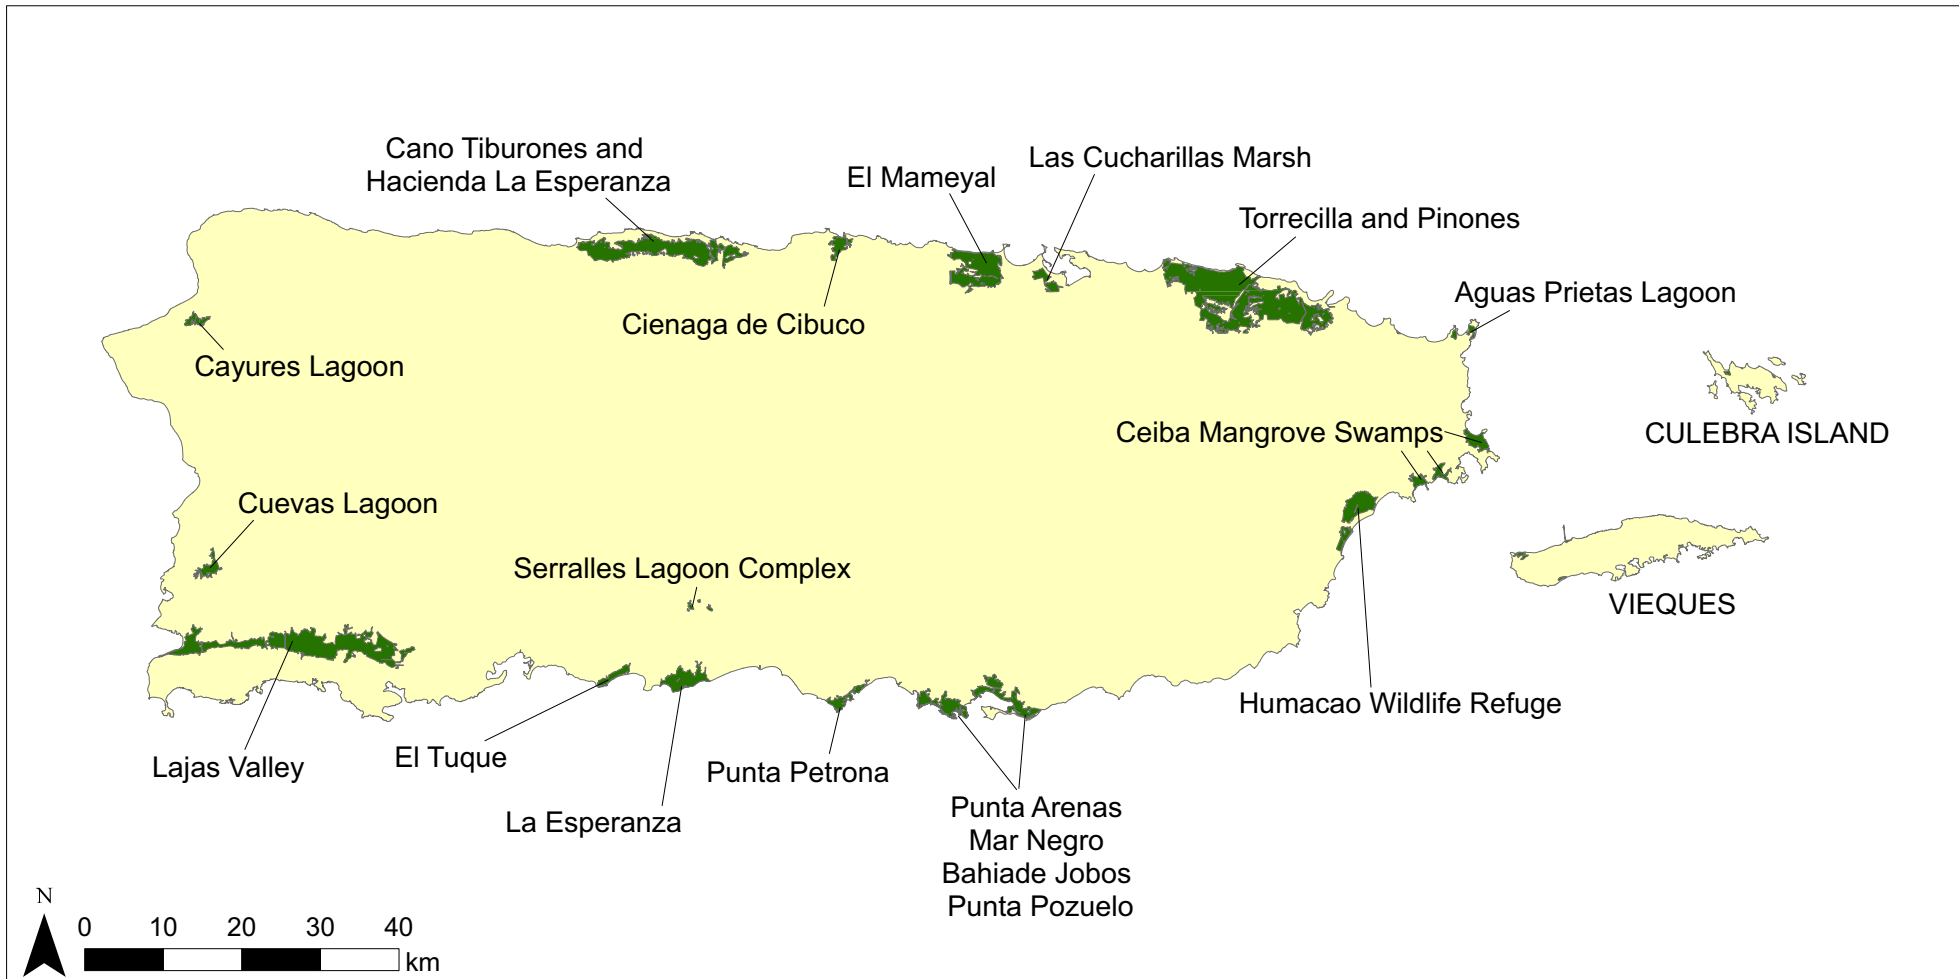 Cano Tiburones and
Hacienda La Esperanza
El Mameyal
Las Cucharillas Marsh
Torrecilla and Pinones
Aguas Prietas Lagoon
Cienaga de Cibuco
Cayures Lagoon
Ceiba Mangrove Swamps
CULEBRA ISLAND
Cuevas Lagoon
Serralles Lagoon Complex
VIEQUES
Humacao Wildlife Refuge
Lajas Valley
El Tuque
Punta Petrona
La Esperanza
Punta Arenas
Mar Negro
Bahiade Jobos
Punta Pozuelo
N
0 10 20 30 40
km